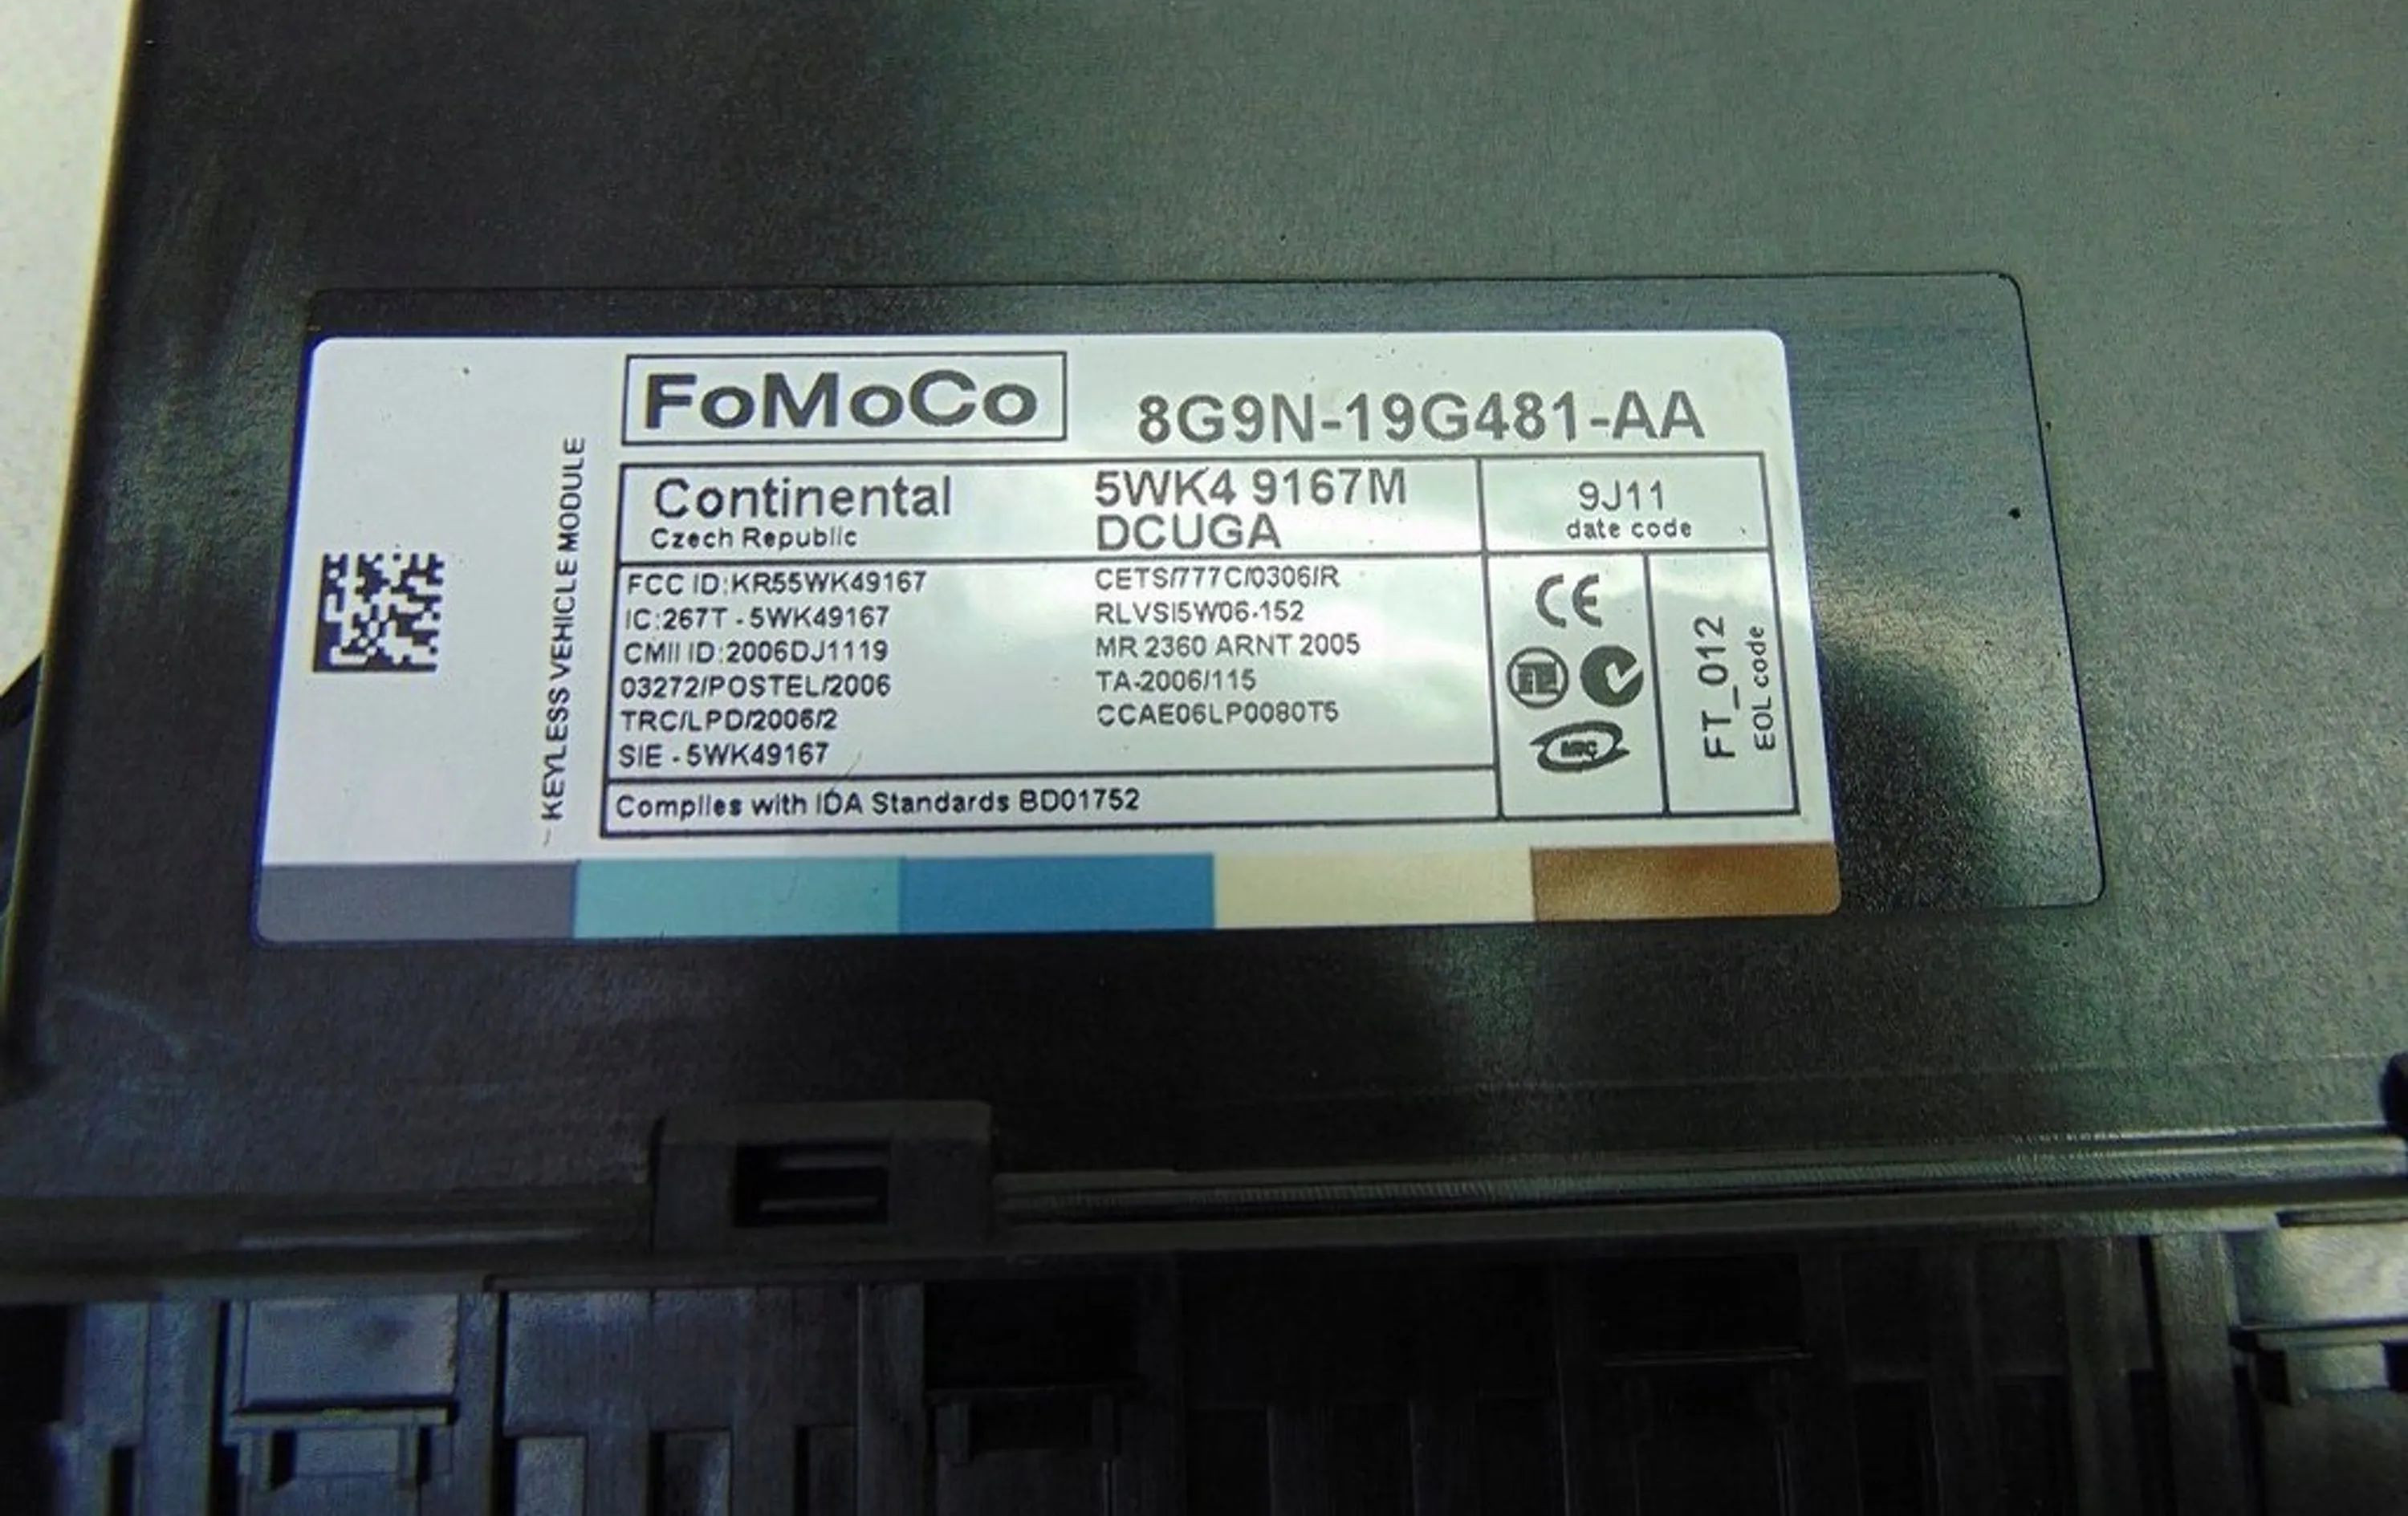 FoMoCo
8G9N-19G481-AA
KEYLESS VEHICLE MODULE
Continental
Czech Republic
5WK4 9167M
DCUGA
9J11
date code
FCC ID:KR55WK49167
IC:267T - 5WK49167
CMII ID:2006DJ1119
03272/POSTEL/2006
TRC/LPD/2006/2
SIE - 5WK49167
CETS/777C/0306/R
RLVSI5W06-152
MR 2360 ARNT 2005
TA-2006/115
CCAE06LP0080T5
CE
FT_012
EOL code
Complies with IDA Standards BD01752